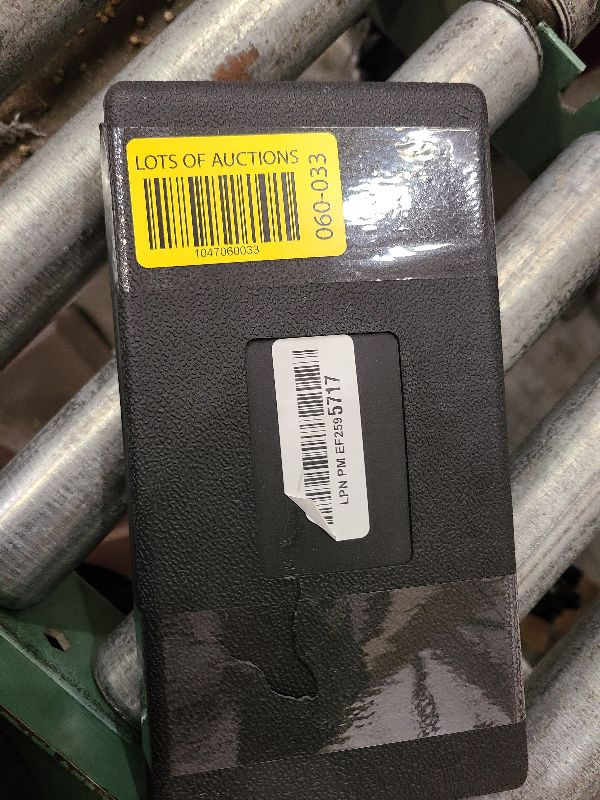 LOTS OF AUCTIONS
060-033
1047060033
LPN PM EF259 5717